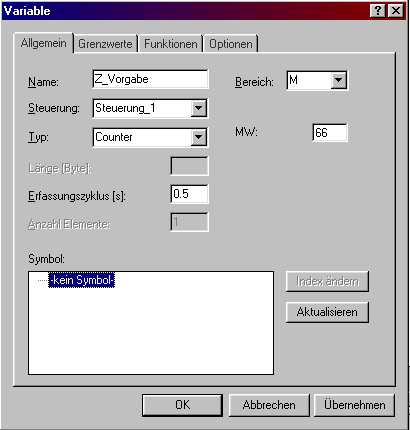 Variable
Allgemein Grenzwerte Funktionen Optionen
Name: Z_Vorgabe Bereich: M
Steuerung: Steuerung_1
Typ: Counter MW: 66
Länge [Byte]:
Erfassungszyklus [s]: 0.5
Anzahl Elemente: 1
Symbol:
-kein Symbol- Index ändern
Aktualisieren
OK Abbrechen Übernehmen